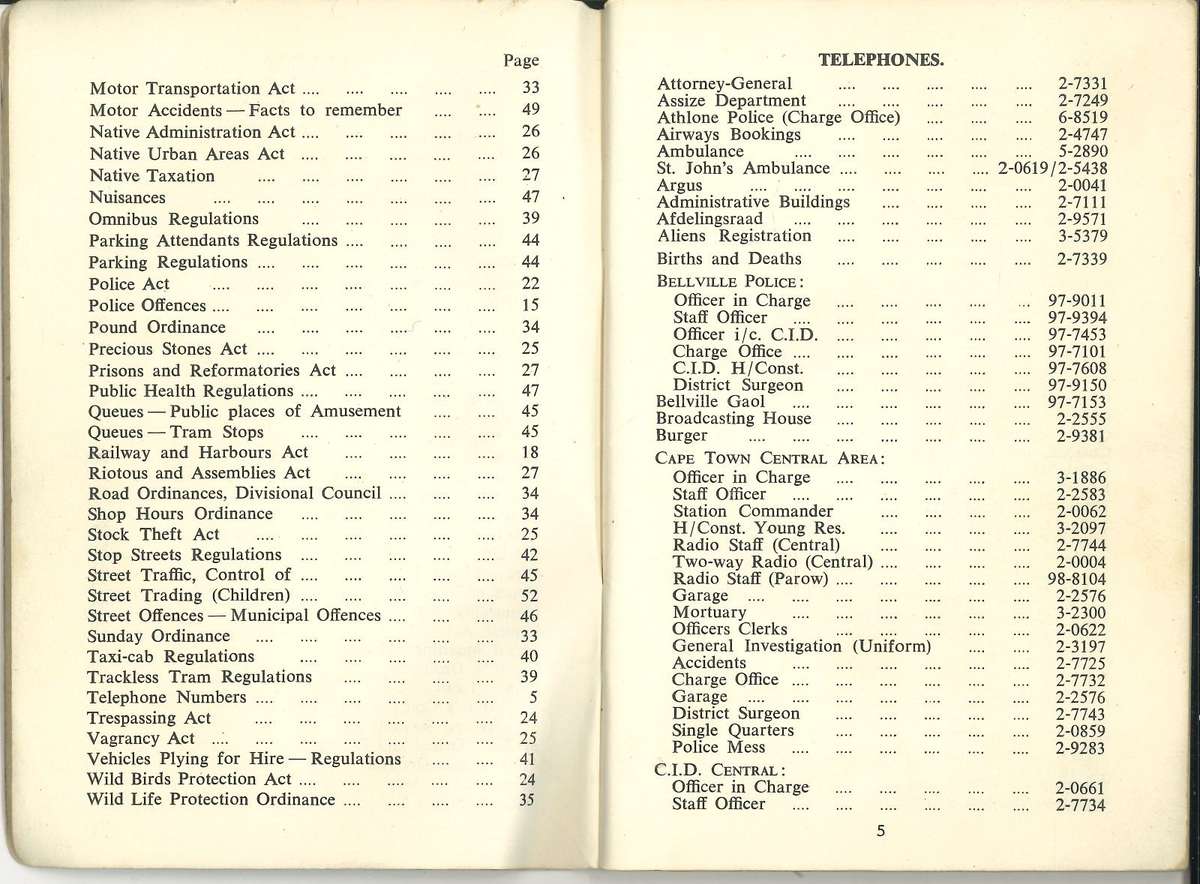 Page
Motor Transportation Act .... .... .... .... .... 33
Motor Accidents — Facts to remember .... .... 49
Native Administration Act .... .... .... .... .... 26
Native Urban Areas Act .... .... .... .... .... 26
Native Taxation .... .... .... .... .... .... 27
Nuisances .... .... .... .... .... .... .... 47
Omnibus Regulations .... .... .... .... .... 39
Parking Attendants Regulations .... .... .... .... 44
Parking Regulations .... .... .... .... .... .... 44
Police Act .... .... .... .... .... .... .... 22
Police Offences .... .... .... .... .... .... .... 15
Pound Ordinance .... .... .... .... .... .... 34
Precious Stones Act .... .... .... .... .... .... 25
Prisons and Reformatories Act .... .... .... .... 27
Public Health Regulations .... .... .... .... .... 47
Queues — Public places of Amusement .... .... 45
Queues — Tram Stops .... .... .... .... .... 45
Railway and Harbours Act .... .... .... .... 18
Riotous and Assemblies Act .... .... .... .... 27
Road Ordinances, Divisional Council .... .... .... 34
Shop Hours Ordinance .... .... .... .... .... 34
Stock Theft Act .... .... .... .... .... .... 25
Stop Streets Regulations .... .... .... .... .... 42
Street Traffic, Control of .... .... .... .... .... 45
Street Trading (Children) .... .... .... .... .... 52
Street Offences — Municipal Offences .... .... .... 46
Sunday Ordinance .... .... .... .... .... .... 33
Taxi-cab Regulations .... .... .... .... .... 40
Trackless Tram Regulations .... .... .... .... 39
Telephone Numbers .... .... .... .... .... .... 5
Trespassing Act .... .... .... .... .... .... 24
Vagrancy Act .... .... .... .... .... .... .... 25
Vehicles Plying for Hire — Regulations .... .... 41
Wild Birds Protection Act .... .... .... .... .... 24
Wild Life Protection Ordinance .... .... .... .... 35
TELEPHONES.
Attorney-General .... .... .... .... .... 2-7331
Assize Department .... .... .... .... .... 2-7249
Athlone Police (Charge Office) .... .... .... 6-8519
Airways Bookings .... .... .... .... .... 2-4747
Ambulance .... .... .... .... .... .... 5-2890
St. John's Ambulance .... .... .... .... 2-0619/2-5438
Argus .... .... .... .... .... .... .... 2-0041
Administrative Buildings .... .... .... .... 2-7111
Afdelingsraad .... .... .... .... .... .... 2-9571
Aliens Registration .... .... .... .... .... 3-5379
Births and Deaths .... .... .... .... .... 2-7339
BELLVILLE POLICE:
Officer in Charge .... .... .... .... ... 97-9011
Staff Officer .... .... .... .... .... .... 97-9394
Officer i/c. C.I.D. .... .... .... .... .... 97-7453
Charge Office .... .... .... .... .... .... 97-7101
C.I.D. H/Const. .... .... .... .... .... 97-7608
District Surgeon .... .... .... .... .... 97-9150
Bellville Gaol .... .... .... .... .... .... 97-7153
Broadcasting House .... .... .... .... .... 2-2555
Burger .... .... .... .... .... .... .... 2-9381
CAPE TOWN CENTRAL AREA:
Officer in Charge .... .... .... .... .... 3-1886
Staff Officer .... .... .... .... .... .... 2-2583
Station Commander .... .... .... .... 2-0062
H/Const. Young Res. .... .... .... .... 3-2097
Radio Staff (Central) .... .... .... .... 2-7744
Two-way Radio (Central) .... .... .... .... 2-0004
Radio Staff (Parow) .... .... .... .... .... 98-8104
Garage .... .... .... .... .... .... .... 2-2576
Mortuary .... .... .... .... .... .... 3-2300
Officers Clerks .... .... .... .... .... 2-0622
General Investigation (Uniform) .... .... 2-3197
Accidents .... .... .... .... .... .... 2-7725
Charge Office .... .... .... .... .... .... 2-7732
Garage .... .... .... .... .... .... .... 2-2576
District Surgeon .... .... .... .... .... 2-7743
Single Quarters .... .... .... .... .... 2-0859
Police Mess .... .... .... .... .... .... 2-9283
C.I.D. CENTRAL:
Officer in Charge .... .... .... .... .... 2-0661
Staff Officer .... .... .... .... .... .... 2-7734
5